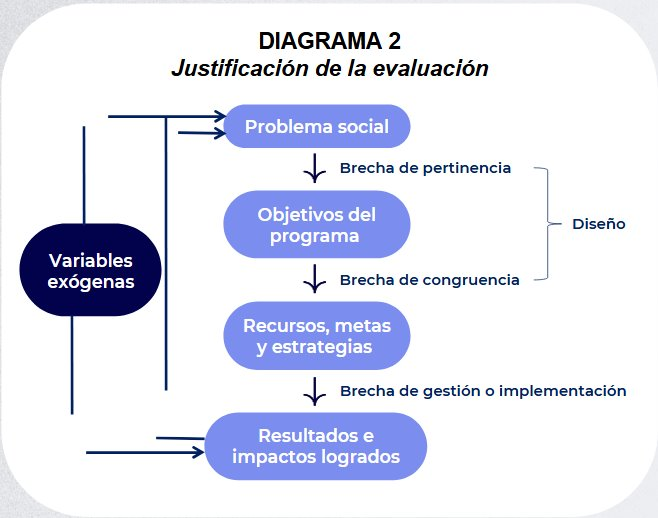 DIAGRAMA 2
Justificación de la evaluación
Problema social
Brecha de pertinencia
Objetivos del
programa
Diseño
Variables
exógenas
Brecha de congruencia
Recursos, metas
y estrategias
Brecha de gestión o implementación
Resultados e
impactos logrados